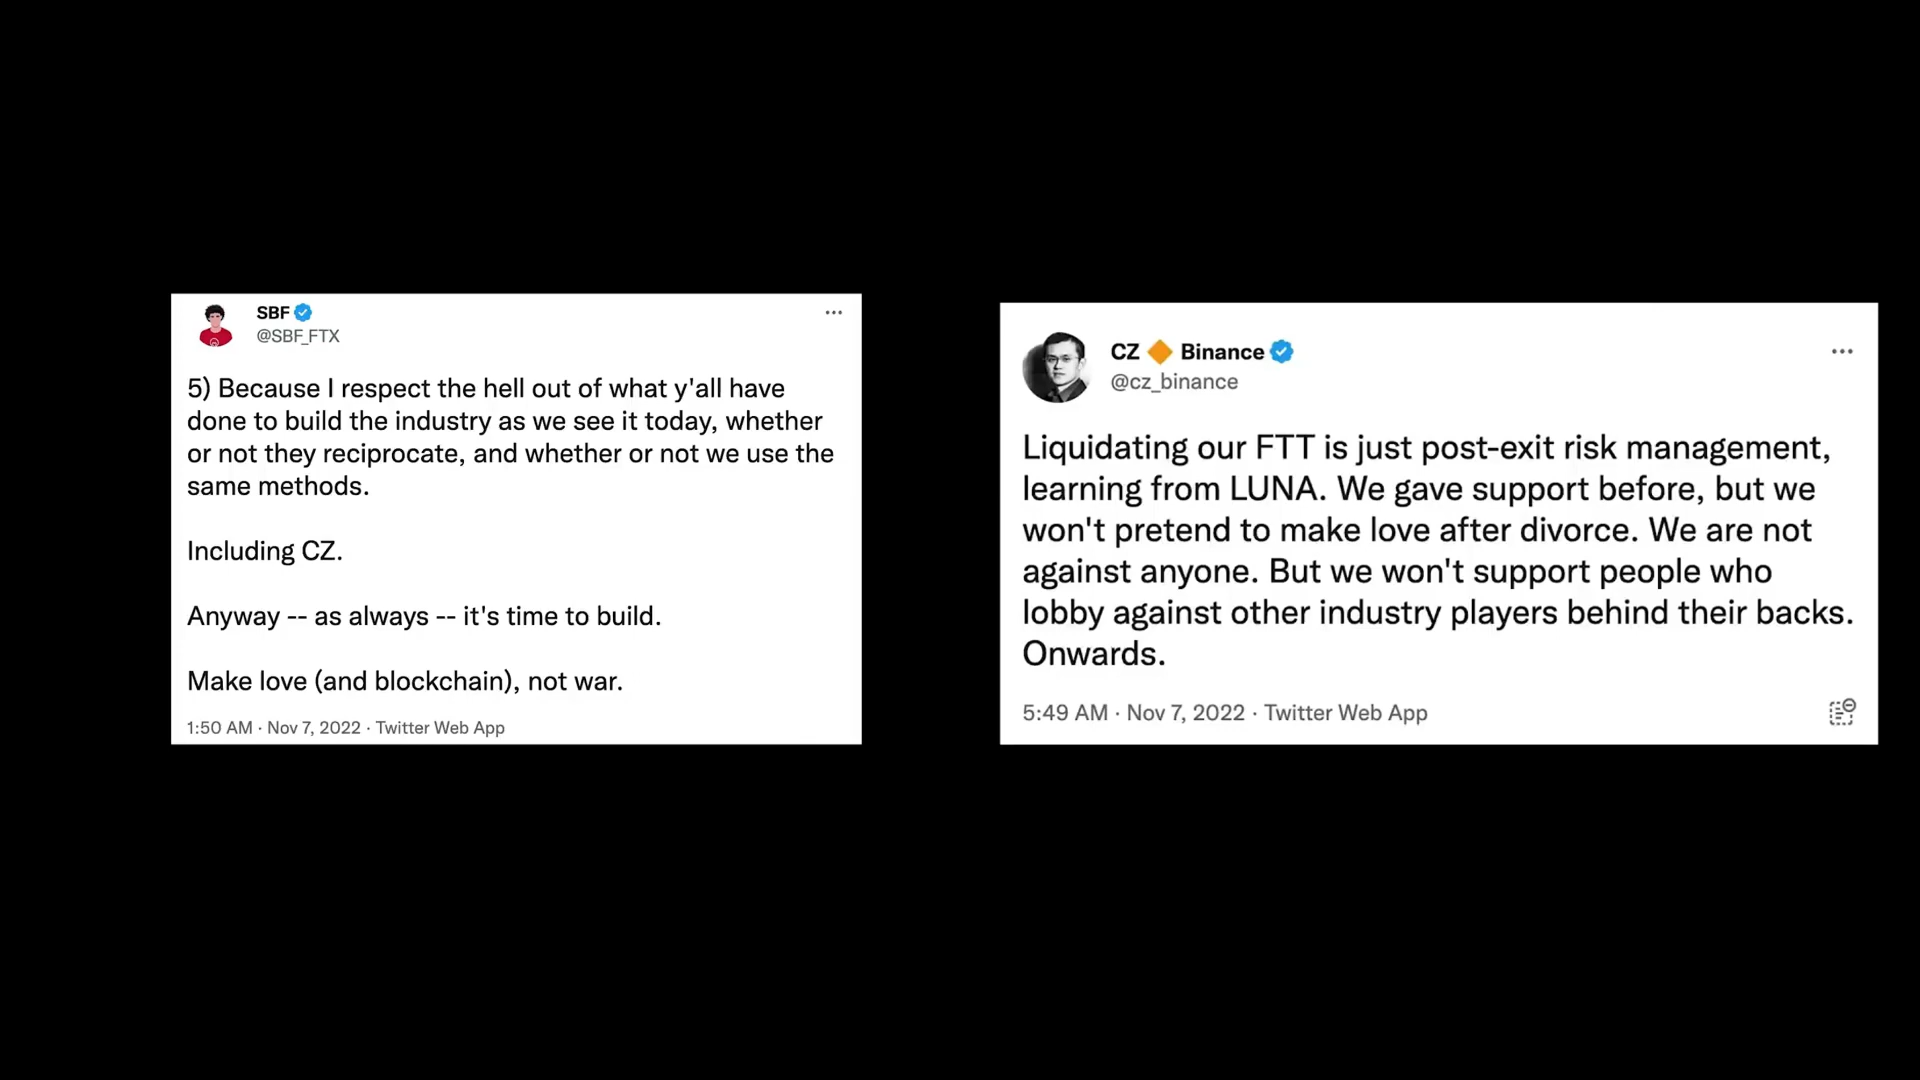 SBF
@SBF_FTX
5) Because I respect the hell out of what y'all have
done to build the industry as we see it today, whether
or not they reciprocate, and whether or not we use the
same methods.
Including CZ.
Anyway -- as always -- it's time to build.
Make love (and blockchain), not war.
1:50 AM · Nov 7, 2022 · Twitter Web App
CZ 🔶 Binance
@cz_binance
Liquidating our FTT is just post-exit risk management,
learning from LUNA. We gave support before, but we
won't pretend to make love after divorce. We are not
against anyone. But we won't support people who
lobby against other industry players behind their backs.
Onwards.
5:49 AM · Nov 7, 2022 · Twitter Web App